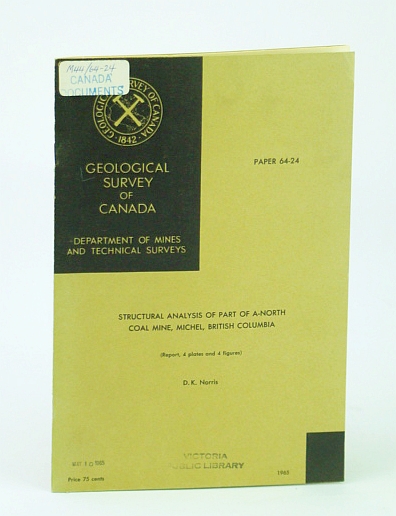 M44/64-24
CANADA
DOCUMENTS
GEOLOGICAL SURVEY OF CANADA
·1842·
GEOLOGICAL
SURVEY
OF
CANADA
DEPARTMENT OF MINES
AND TECHNICAL SURVEYS
PAPER 64-24
STRUCTURAL ANALYSIS OF PART OF A-NORTH
COAL MINE, MICHEL, BRITISH COLUMBIA
(Report, 4 plates and 4 figures)
D.K. Norris
VICTORIA
PUBLIC LIBRARY
Price 75 cents
1965